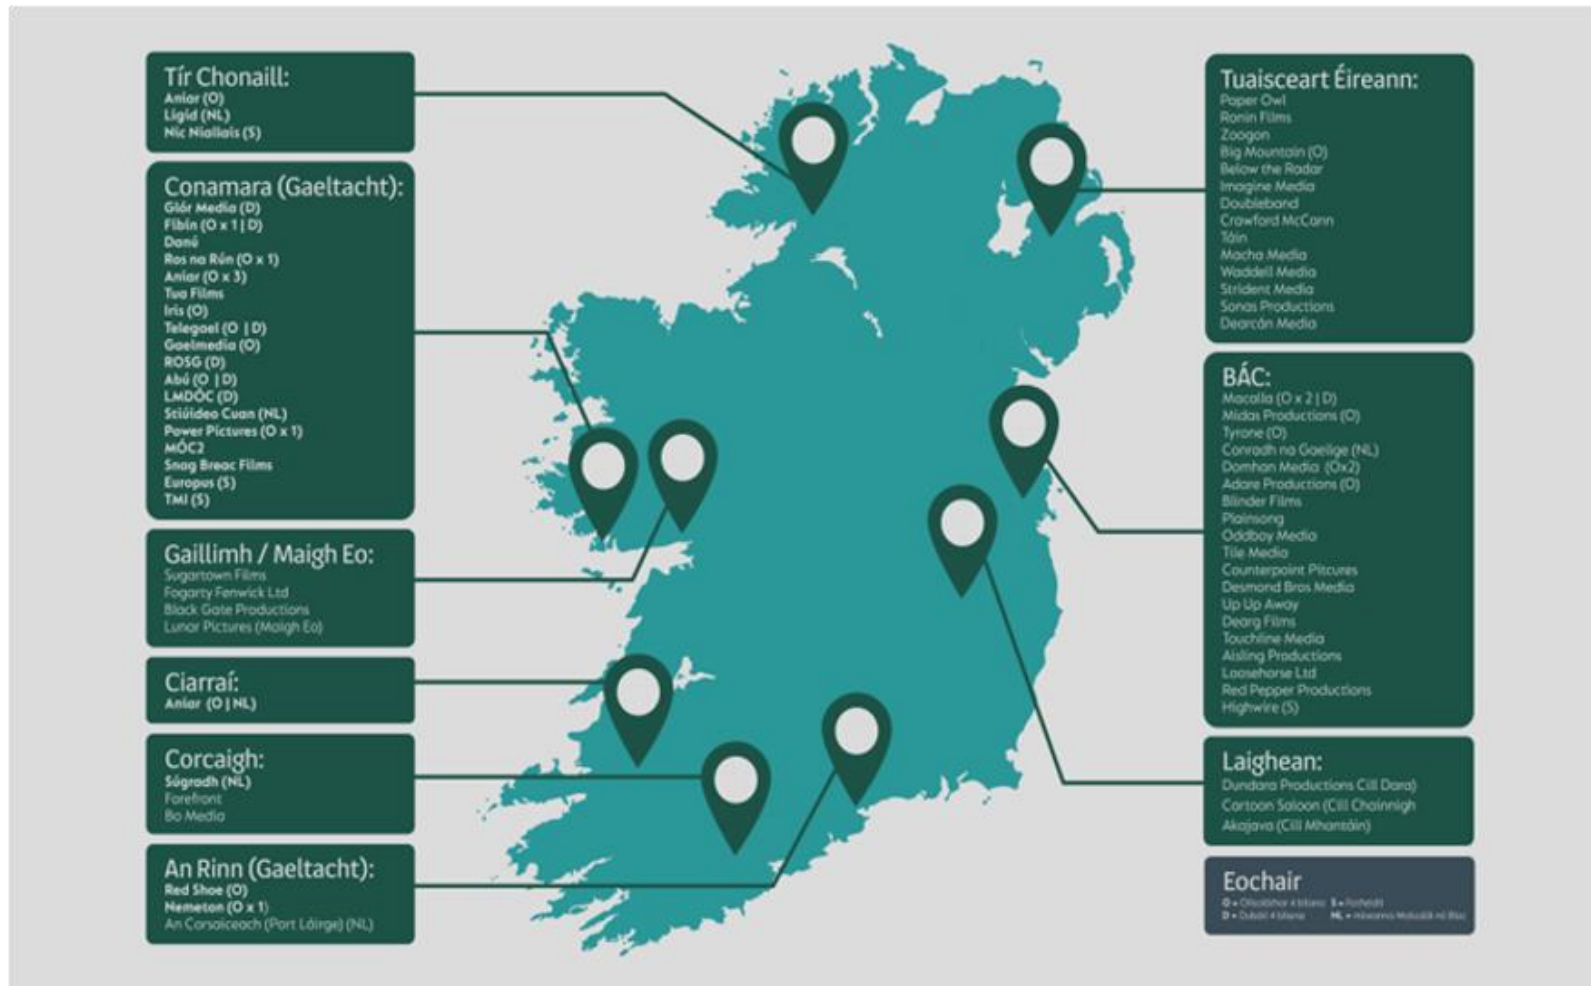 Tír Chonaill:
Aniar (O)
Ligid (NL)
Nic Niallais (S)
Conamara (Gaeltacht):
Glór Media (D)
Fibín (O x 1 | D)
Danú
Ros na Rún (O x 1)
Aniar (O x 3)
Tua Films
Iris (O)
Telegael (O | D)
Gaelmedia (O)
ROSG (D)
Abú (O | D)
LMDÓC (D)
Stiúideo Cuan (NL)
Power Pictures (O x 1)
MÓC2
Snag Breac Films
Europus (S)
TMI (S)
Gaillimh / Maigh Eo:
Sugartown Films
Fogarty Fenwick Ltd
Black Gate Productions
Lunar Pictures (Maigh Eo)
Ciarraí:
Aniar (O | NL)
Corcaigh:
Súgradh (NL)
Forefront
Bo Media
An Rinn (Gaeltacht):
Red Shoe (O)
Nemeton (O x 1)
An Corsaiceach (Port Láirge) (NL)
Tuaisceart Éireann:
Paper Owl
Ronin Films
Zoogon
Big Mountain (O)
Below the Radar
Imagine Media
Doubleband
Crawford McCann
Táin
Macha Media
Waddell Media
Strident Media
Sonas Productions
Dearcán Media
BÁC:
Macalla (O x 2 | D)
Midas Productions (O)
Tyrone (O)
Conradh na Gaeilge (NL)
Domhan Media (Ox2)
Adare Productions (O)
Blinder Films
Plainsong
Oddboy Media
Tile Media
Counterpoint Pitcures
Desmond Bros Media
Up Up Away
Dearg Films
Touchline Media
Aisling Productions
Loosehorse Ltd
Red Pepper Productions
Highwire (S)
Laighean:
Dundara Productions Cill Dara)
Cartoon Saloon (Cill Chainnigh
Akajava (Cill Mhantáin)
Eochair
O = 4 bliana S =
D = 4 bliana NL =